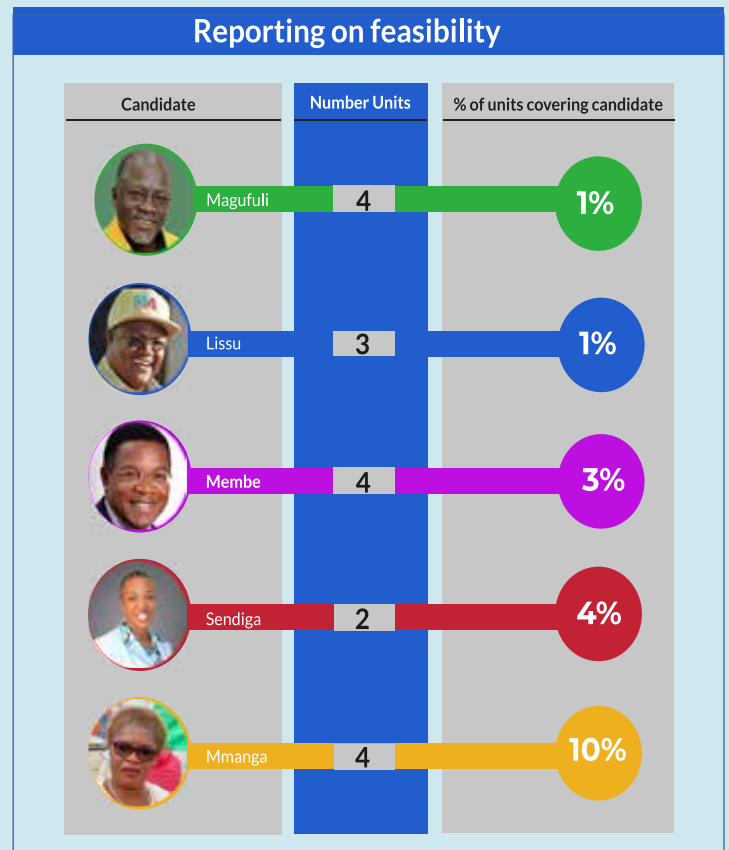 Reporting on feasibility
Candidate Number Units % of units covering candidate
Magufuli 4 1%
Lissu 3 1%
Membe 4 3%
Sendiga 2 4%
Mmanga 4 10%